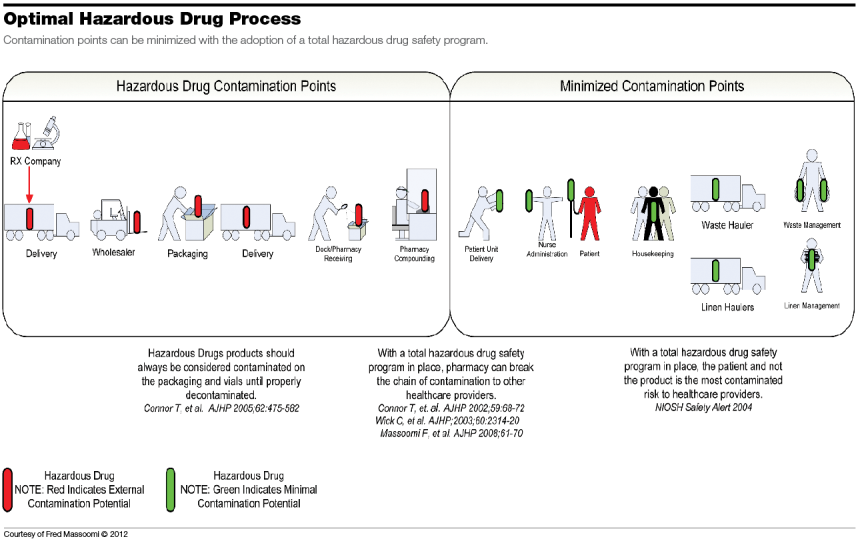 Optimal Hazardous Drug Process
Contamination points can be minimized with the adoption of a total hazardous drug safety program.
Hazardous Drug Contamination Points
Minimized Contamination Points
RX Company
Delivery
Wholesaler
Packaging
Delivery
Dock/Pharmacy
Receiving
Pharmacy
Compounding
Patient Unit
Delivery
Nurse
Administration
Patient
Housekeeping
Waste Hauler
Waste Management
Linen Haulers
Linen Management
Hazardous Drugs products should
always be considered contaminated on
the packaging and vials until properly
decontaminated.
Connor T, et al. AJHP 2005;62:475-582
With a total hazardous drug safety
program in place, pharmacy can break
the chain of contamination to other
healthcare providers.
Connor T, et. al. AJHP 2002;59:68-72
Wick C, et al. AJHP;2003;60:2314-20
Massoomi F, et al. AJHP 2008;61-70
With a total hazardous drug safety
program in place, the patient and not
the product is the most contaminated
risk to healthcare providers.
NIOSH Safety Alert 2004
Hazardous Drug
NOTE: Red Indicates External
Contamination Potential
Hazardous Drug
NOTE: Green Indicates Minimal
Contamination Potential
Courtesy of Fred Massoomi © 2012